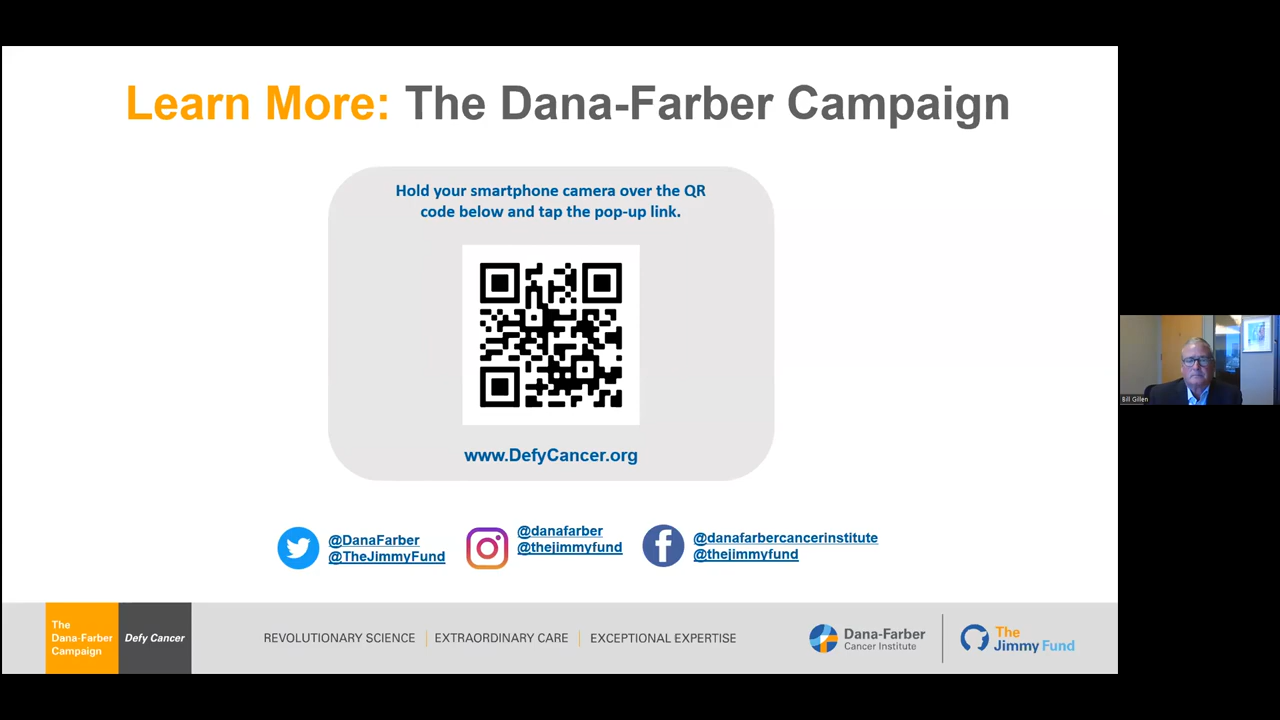 Learn More: The Dana-Farber Campaign
Hold your smartphone camera over the QR
code below and tap the pop-up link.
www.DefyCancer.org
@DanaFarber
@TheJimmyFund
@danafarber
@thejimmyfund
@danafarbercancerinstitute
@thejimmyfund
The
Dana-Farber
Campaign
Defy Cancer
REVOLUTIONARY SCIENCE | EXTRAORDINARY CARE | EXCEPTIONAL EXPERTISE
Dana-Farber
Cancer Institute
The
Jimmy Fund
Bill Gillen